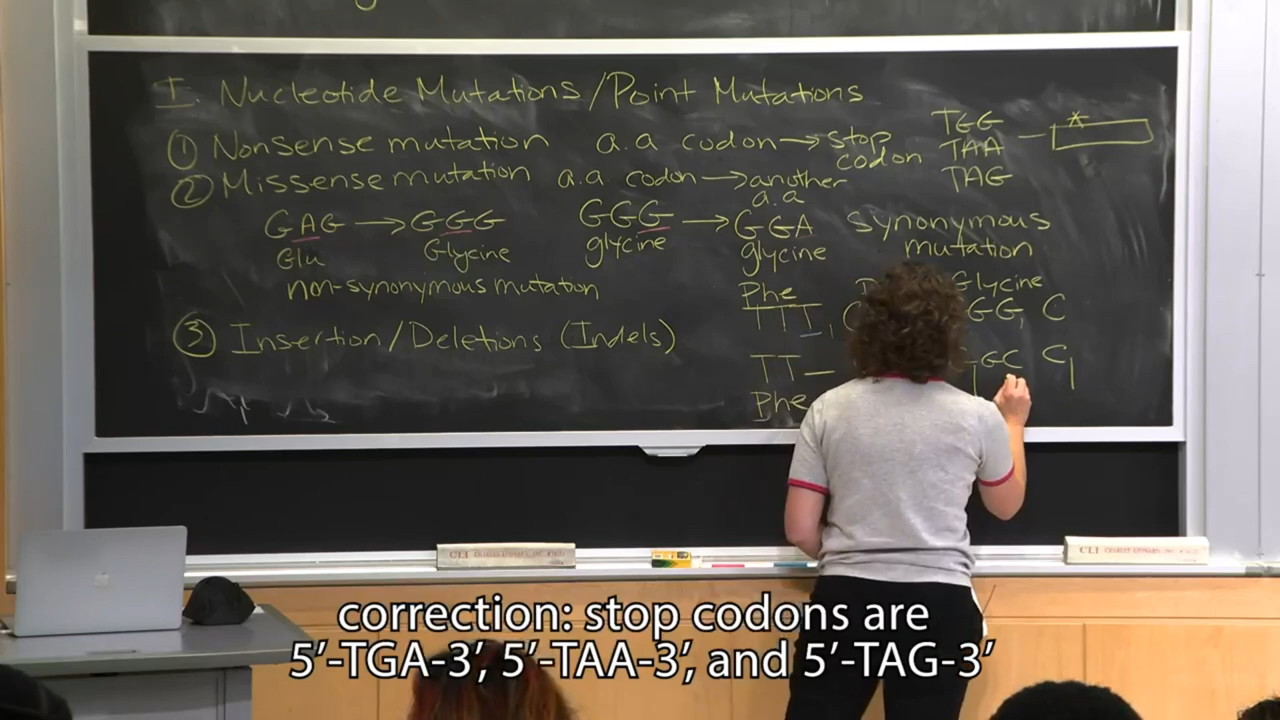 I. Nucleotide Mutations/Point Mutations
① Nonsense mutation a.a codon → stop codon
TGG
TAA
TAG
*
② Missense mutation a.a codon → another a.a
GAG → GGG
Glu Glycine
non-synonymous mutation
GGG → GGA
glycine glycine
synonymous
mutation
③ Insertion/Deletions (Indels)
Phe Glycine
TTT, GG, C
TT– GC C,
Phe
CLI
CLI
correction: stop codons are
5’-TGA-3’, 5’-TAA-3’, and 5’-TAG-3’